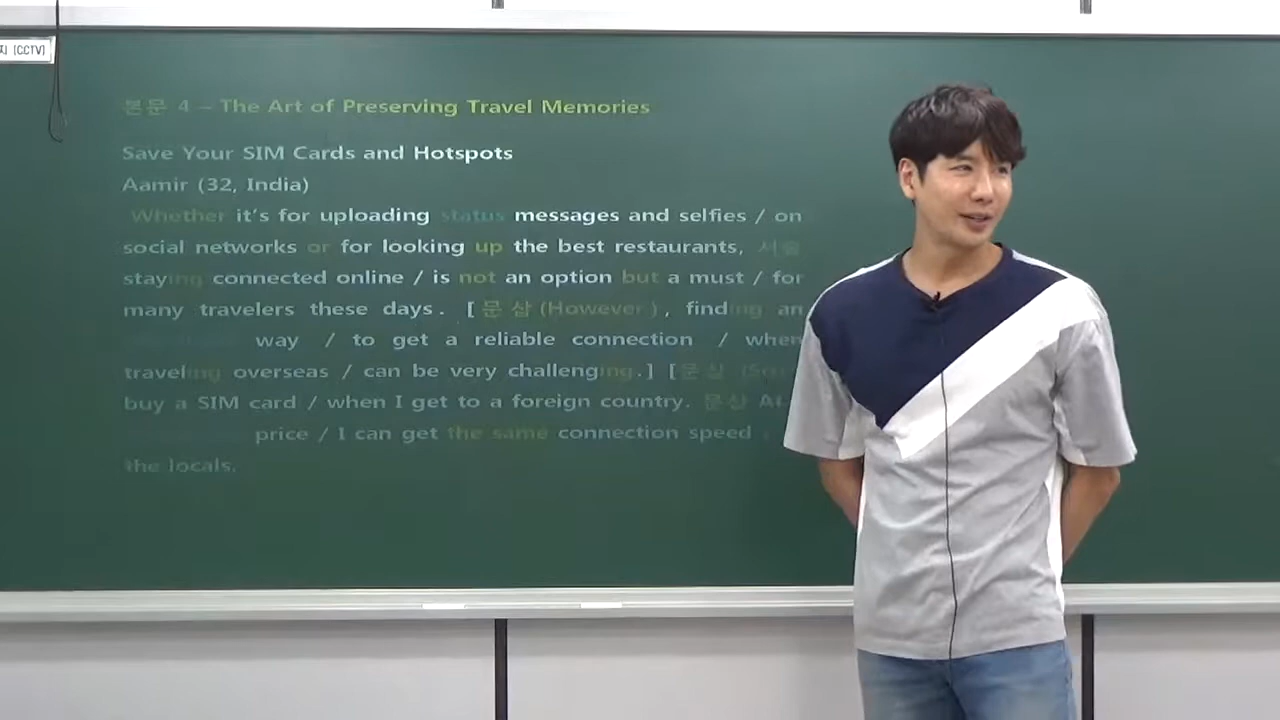 지 [CCTV]
본문 4 – The Art of Preserving Travel Memories
Save Your SIM Cards and Hotspots
Aamir (32, India)
Whether it's for uploading status messages and selfies / on
social networks or for looking up the best restaurants, 서술
staying connected online / is not an option but a must / for
many travelers these days. [문삽(However), finding an
way / to get a reliable connection / when
traveling overseas / can be very challenging.] [문삽
buy a SIM card / when I get to a foreign country. 문삽
price / I can get the same connection speed
the locals.